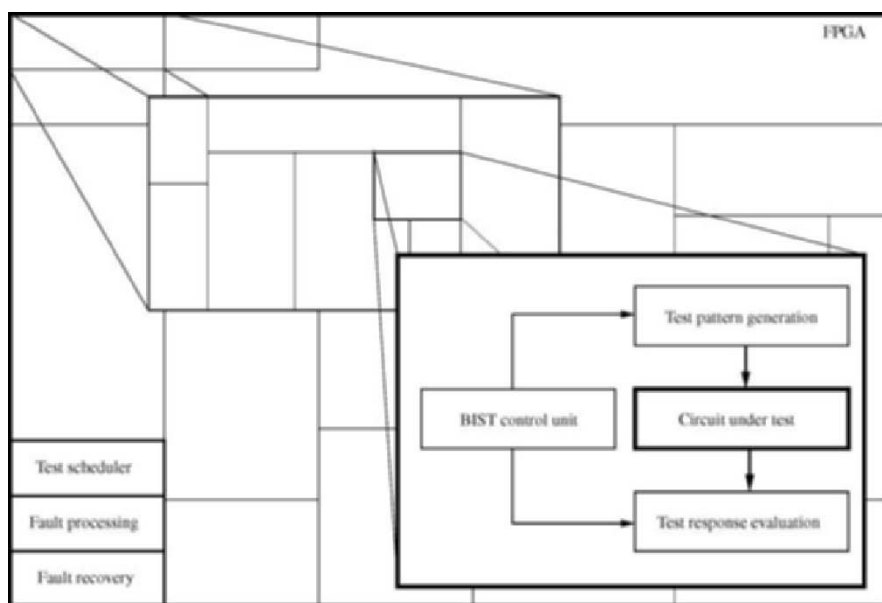 FPGA
Test pattern generation
BIST control unit
Circuit under test
Test scheduler
Fault processing
Test response evaluation
Fault recovery